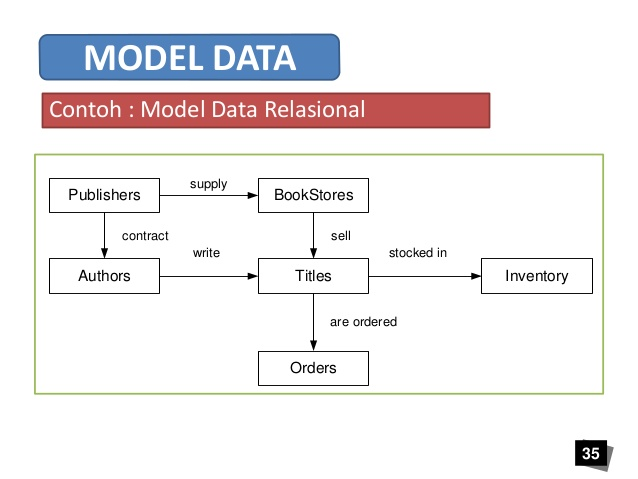 MODEL DATA
Contoh : Model Data Relasional
Publishers
supply
BookStores
contract
sell
Authors
write
Titles
stocked in
Inventory
are ordered
Orders
35